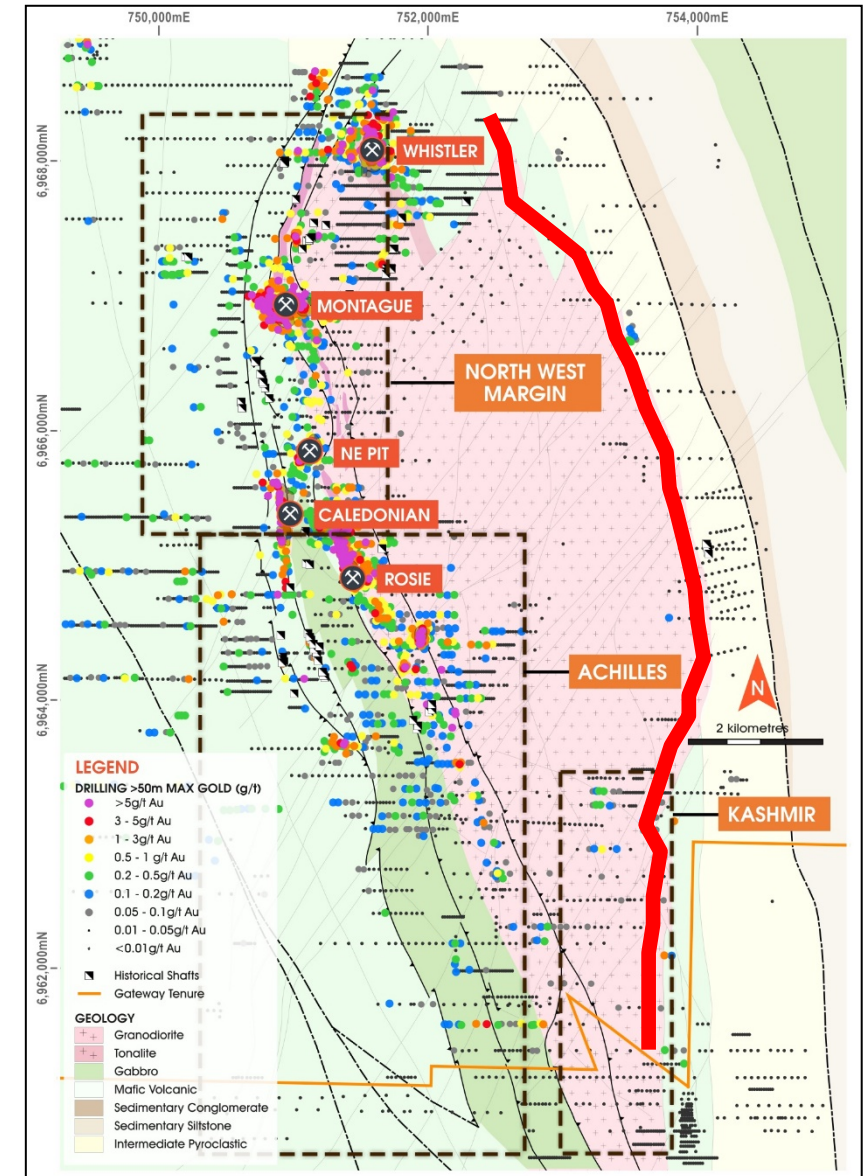 750,000mE
752,000mE
754,000mE
6,968,000mN
WHISTLER
MONTAGUE
NORTH WEST
MARGIN
6,966,000mN
NE PIT
CALEDONIAN
ROSIE
ACHILLES
6,964,000mN
N
2 kilometres
KASHMIR
6,962,000mN
LEGEND
DRILLING >50m MAX GOLD (g/t)
>5g/t Au
3 - 5g/t Au
1 - 3g/t Au
0.5 - 1 g/t Au
0.2 - 0.5g/t Au
0.1 - 0.2g/t Au
0.05 - 0.1g/t Au
0.01 - 0.05g/t Au
<0.01g/t Au
Historical Shafts
Gateway Tenure
GEOLOGY
Granodiorite
Tonalite
Gabbro
Mafic Volcanic
Sedimentary Conglomerate
Sedimentary Siltstone
Intermediate Pyroclastic